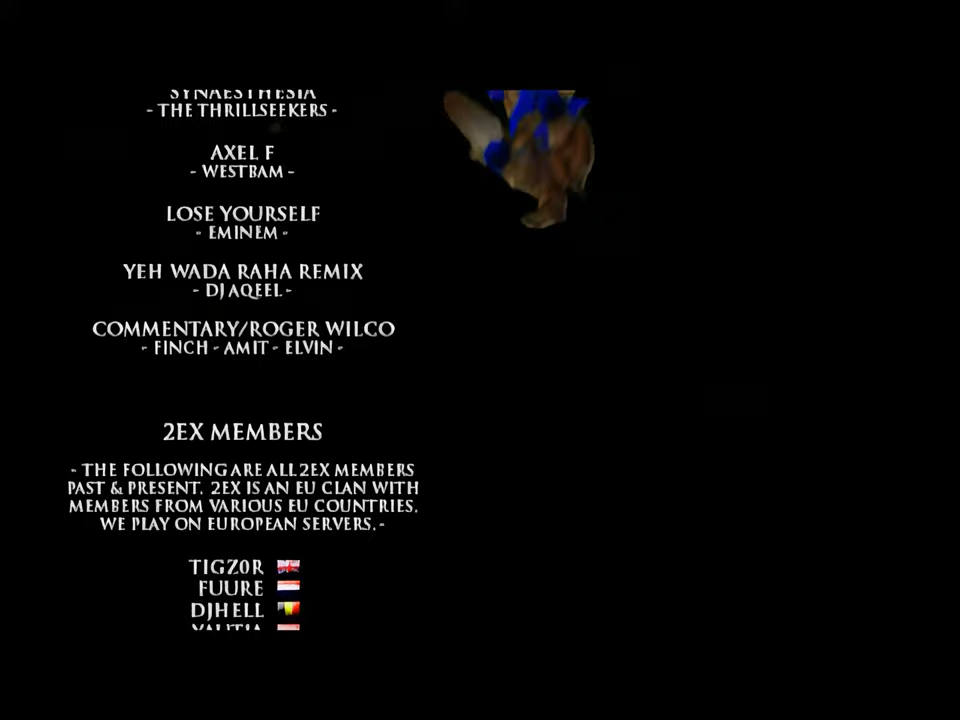 SYNAESTHESIA
- THE THRILLSEEKERS -
AXEL F
- WESTBAM -
LOSE YOURSELF
- EMINEM -
YEH WADA RAHA REMIX
- DJ AQEEL -
COMMENTARY/ROGER WILCO
- FINCH - AMIT - ELVIN -
2EX MEMBERS
- THE FOLLOWING ARE ALL 2EX MEMBERS
PAST & PRESENT. 2EX IS AN EU CLAN WITH
MEMBERS FROM VARIOUS EU COUNTRIES.
WE PLAY ON EUROPEAN SERVERS. -
TIGZ0R
FUURE
DJHELL